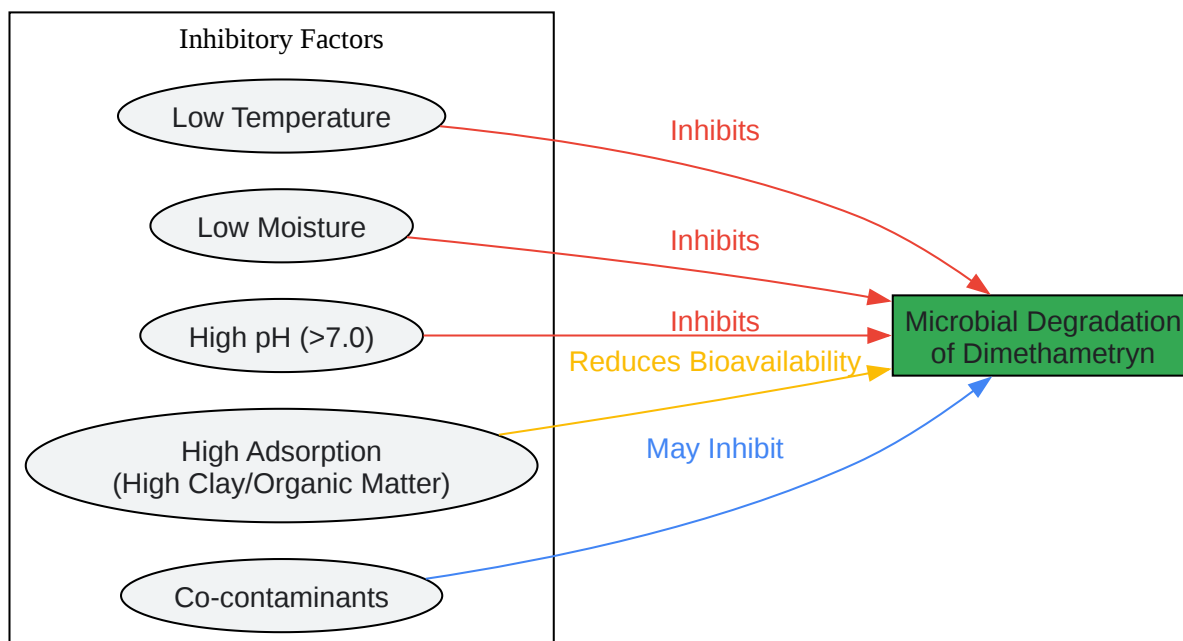 Inhibitory Factors
Low Temperature
Inhibits
Low Moisture
Inhibits
High pH (>7.0)
Inhibits
Microbial Degradation
of Dimethametryn
Reduces Bioavailability
High Adsorption
(High Clay/Organic Matter)
May Inhibit
Co-contaminants